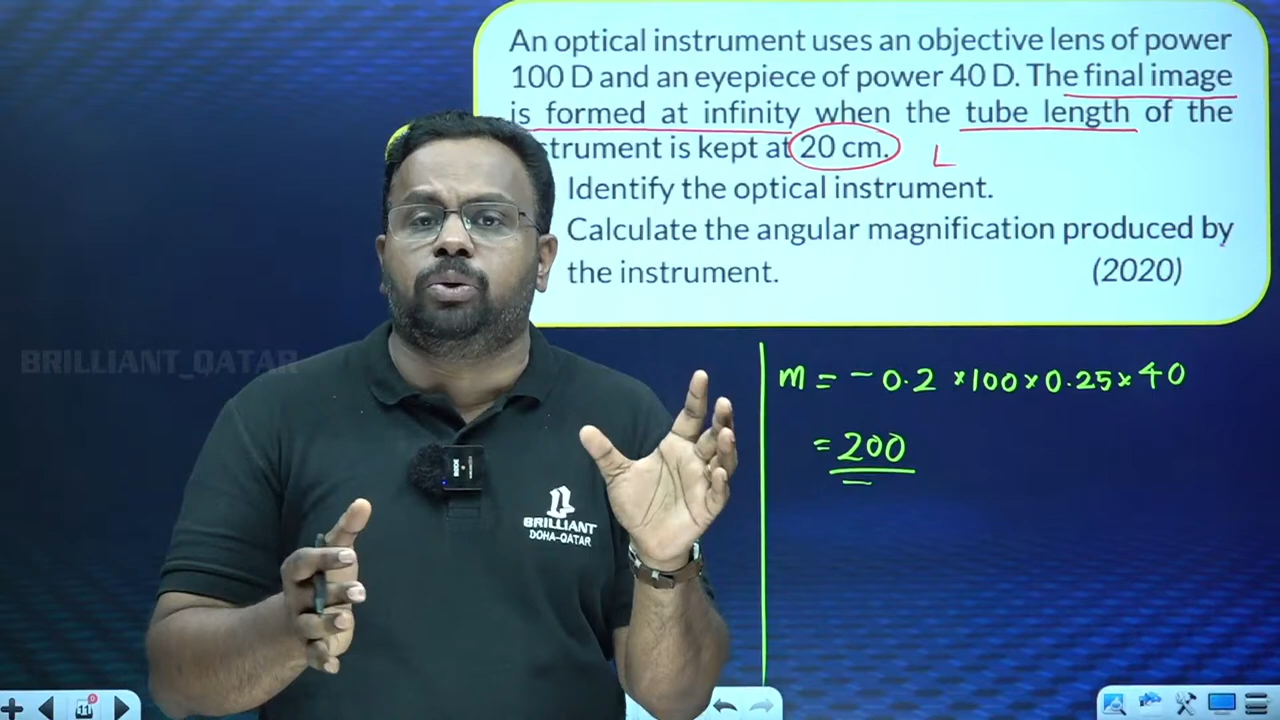 An optical instrument uses an objective lens of power
100 D and an eyepiece of power 40 D. The final image
is formed at infinity when the tube length of the
strument is kept at 20 cm.
L
Identify the optical instrument.
Calculate the angular magnification produced by
the instrument. (2020)
BRILLIANT_QATAR
m = - 0.2 × 100 × 0.25 × 40
= 200
BRILLIANT
DOHA-QATAR
11